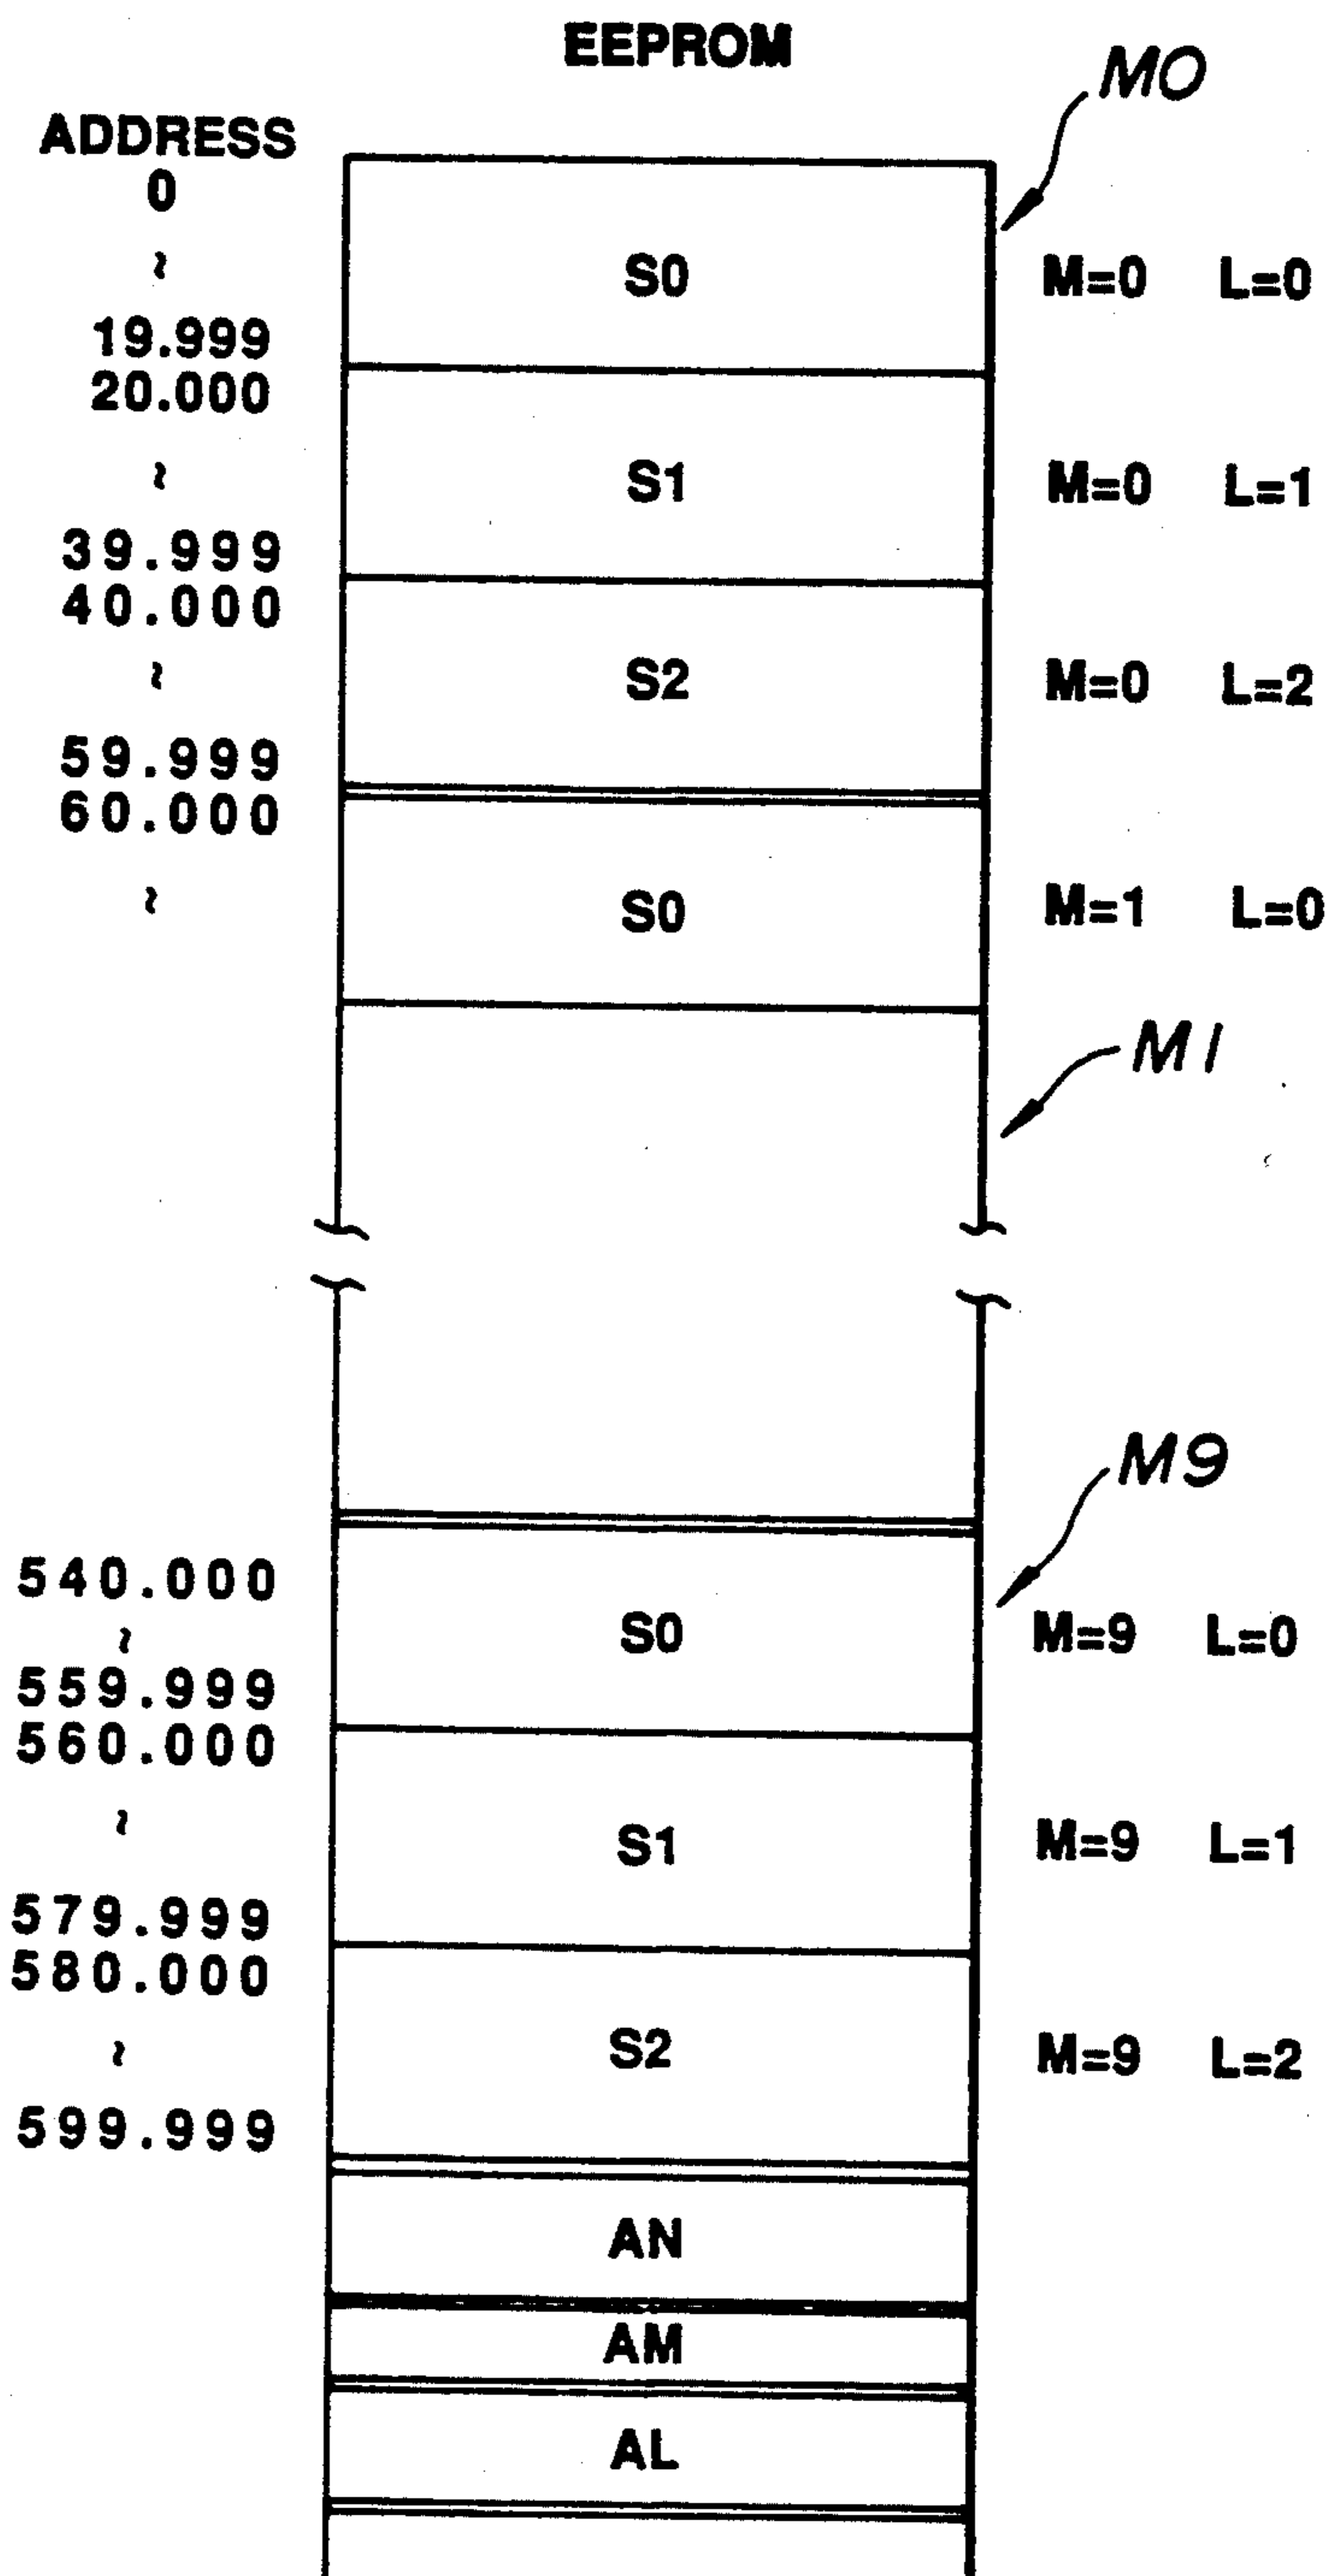 EEPROM
M0
ADDRESS
0
~
S0 M=0 L=0
19.999
20.000
~ S1 M=0 L=1
39.999
40.000
~ S2 M=0 L=2
59.999
60.000
~ S0 M=1 L=0
M1
M9
540.000
~ S0 M=9 L=0
559.999
560.000
~ S1 M=9 L=1
579.999
580.000
~ S2 M=9 L=2
599.999
AN
AM
AL